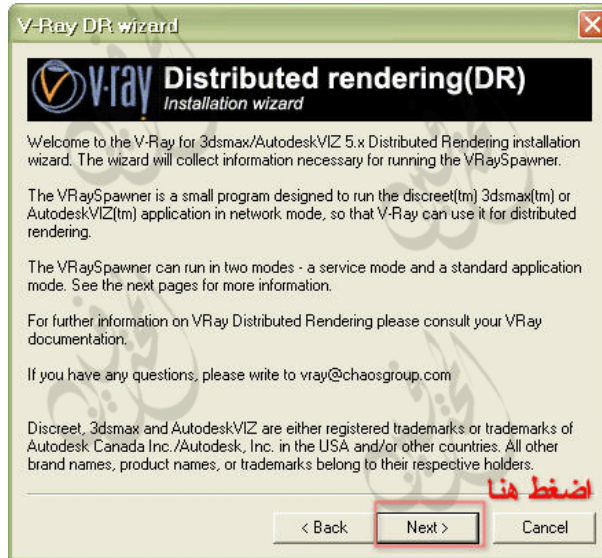 V-Ray DR wizard
v·ray Distributed rendering(DR)
Installation wizard
Welcome to the V-Ray for 3dsmax/AutodeskVIZ 5.x Distributed Rendering installation
wizard. The wizard will collect information necessary for running the VRaySpawner.
The VRaySpawner is a small program designed to run the discreet(tm) 3dsmax(tm) or
AutodeskVIZ(tm) application in network mode, so that V-Ray can use it for distributed
rendering.
The VRaySpawner can run in two modes - a service mode and a standard application
mode. See the next pages for more information.
For further information on VRay Distributed Rendering please consult your VRay
documentation.
If you have any questions, please write to vray@chaosgroup.com
Discreet, 3dsmax and AutodeskVIZ are either registered trademarks or trademarks of
Autodesk Canada Inc./Autodesk, Inc. in the USA and/or other countries. All other
brand names, product names, or trademarks belong to their respective holders.
اضغط هنا
< Back Next > Cancel